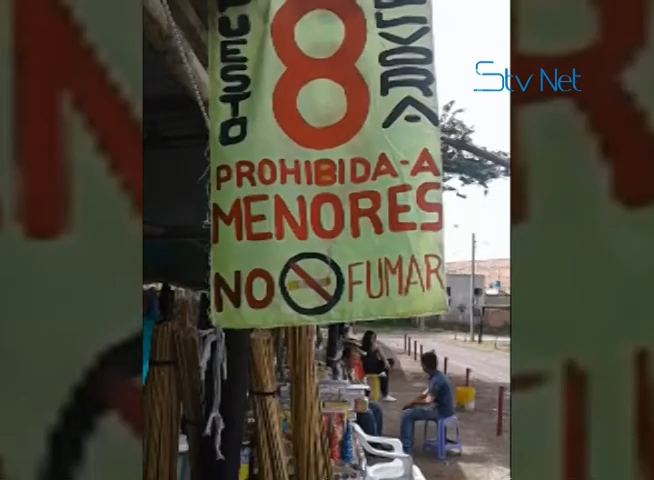 PUESTO
8
PROHIBIDA-A
MENORES
NO FUMAR
Stv Net